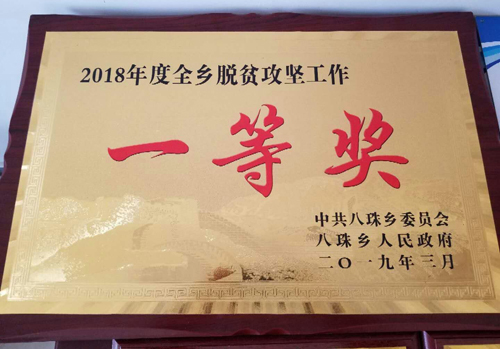 2018年度全乡脱贫攻坚工作
一等奖
中共八珠乡委员会
八珠乡人民政府
二〇一九年三月